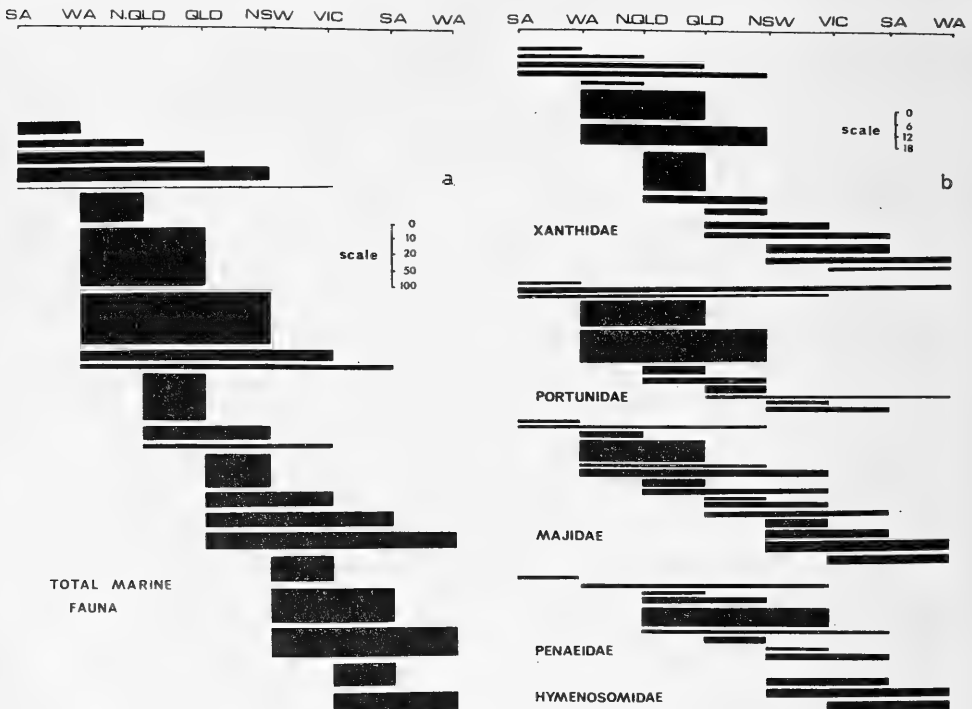 SA WA N.QLD QLD NSW VIC SA WA
a
scale
0
10
20
50
100
TOTAL MARINE
FAUNA
SA WA N.QLD QLD NSW VIC SA WA
scale
0
6
12
18
b
XANTHIDAE
PORTUNIDAE
MAJIDAE
PENAEIDAE
HYMENOSOMIDAE